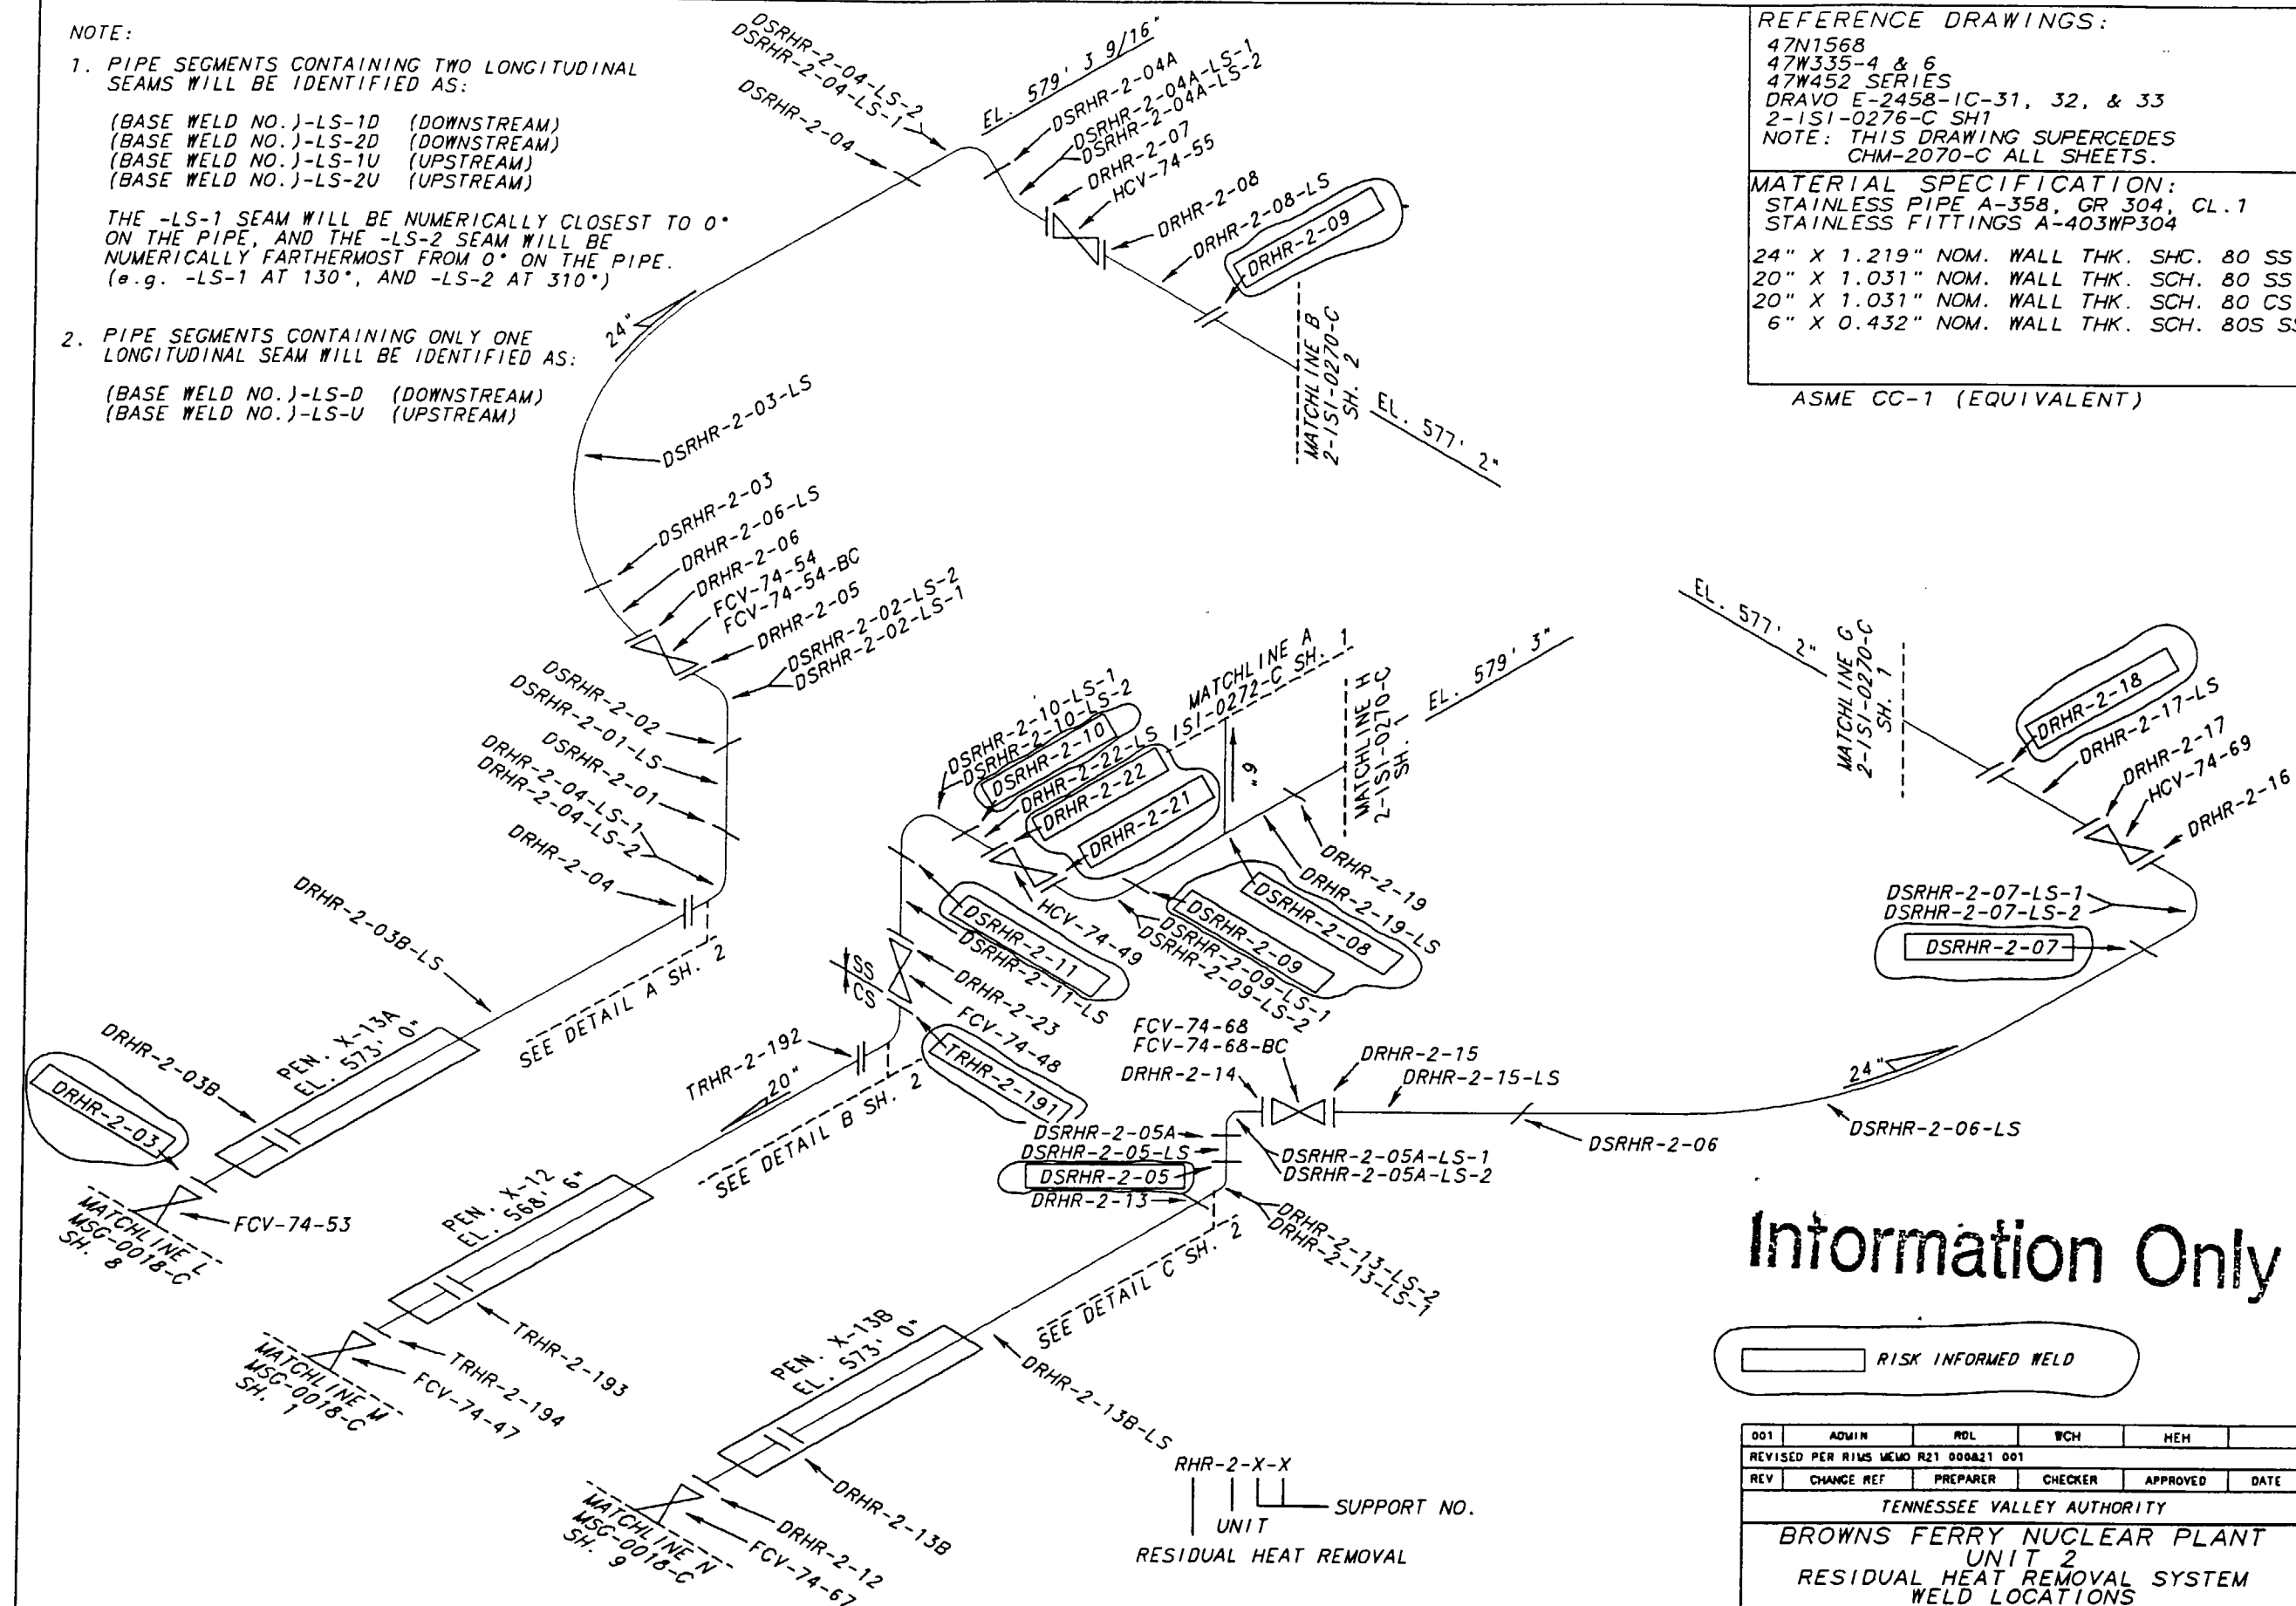 NOTE:
1. PIPE SEGMENTS CONTAINING TWO LONGITUDINAL
SEAMS WILL BE IDENTIFIED AS:
(BASE WELD NO.)-LS-1D (DOWNSTREAM)
(BASE WELD NO.)-LS-2D (DOWNSTREAM)
(BASE WELD NO.)-LS-1U (UPSTREAM)
(BASE WELD NO.)-LS-2U (UPSTREAM)
THE -LS-1 SEAM WILL BE NUMERICALLY CLOSEST TO 0°
ON THE PIPE, AND THE -LS-2 SEAM WILL BE
NUMERICALLY FARTHERMOST FROM 0° ON THE PIPE.
(e.g. -LS-1 AT 130°, AND -LS-2 AT 310°)
2. PIPE SEGMENTS CONTAINING ONLY ONE
LONGITUDINAL SEAM WILL BE IDENTIFIED AS:
(BASE WELD NO.)-LS-D (DOWNSTREAM)
(BASE WELD NO.)-LS-U (UPSTREAM)
REFERENCE DRAWINGS:
47N1568
47W335-4 & 6
47W452 SERIES
DRAVO E-2458-IC-31, 32, & 33
2-ISI-0276-C SH1
NOTE: THIS DRAWING SUPERCEDES
CHM-2070-C ALL SHEETS.
MATERIAL SPECIFICATION:
STAINLESS PIPE A-358, GR 304, CL.1
STAINLESS FITTINGS A-403WP304
24" X 1.219" NOM. WALL THK. SHC. 80 SS
20" X 1.031" NOM. WALL THK. SCH. 80 SS
20" X 1.031" NOM. WALL THK. SCH. 80 CS
6" X 0.432" NOM. WALL THK. SCH. 80S SS
ASME CC-1 (EQUIVALENT)
DSRHR-2-04-LS-2
DSRHR-2-04-LS-1
DSRHR-2-04
EL. 579' 3 9/16"
DSRHR-2-04A
DSRHR-2-04A-LS-1
DSRHR-2-04A-LS-2
DRHR-2-07
HCV-74-55
DRHR-2-08
DRHR-2-08-LS
DRHR-2-09
MATCHLINE B
2-ISI-0270-C
SH. 2
EL. 577' 2"
24"
DSRHR-2-03-LS
DSRHR-2-03
DRHR-2-06-LS
DRHR-2-06
FCV-74-54
FCV-74-54-BC
DRHR-2-05
DSRHR-2-02-LS-2
DSRHR-2-02-LS-1
DSRHR-2-02
DSRHR-2-01-LS
DSRHR-2-01
DRHR-2-04-LS-1
DRHR-2-04-LS-2
DRHR-2-04
DRHR-2-03B-LS
SEE DETAIL A SH. 2
PEN. X-13A
EL. 573' 0"
DRHR-2-03B
DRHR-2-03
FCV-74-53
MATCHLINE L
MSG-0018-C
SH. 8
DSRHR-2-10-LS-1
DSRHR-2-10-LS-2
DSRHR-2-10
DRHR-2-22-LS
DRHR-2-22
DRHR-2-21
MATCHLINE A
ISI-0272-C SH. 1
6"
MATCHLINE H
2-ISI-0270-C
SH. 1
EL. 579' 3"
DRHR-2-19
DRHR-2-19-LS
DSRHR-2-08
DSRHR-2-09
DSRHR-2-09-LS-1
DSRHR-2-09-LS-2
HCV-74-49
DSRHR-2-11
DSRHR-2-11-LS
DRHR-2-23
FCV-74-48
TRHR-2-191
SS
CS
TRHR-2-192
20"
SEE DETAIL B SH. 2
PEN. X-12
EL. 568' 6"
TRHR-2-193
TRHR-2-194
FCV-74-47
MATCHLINE M
MSG-0018-C
SH. 1
EL. 577' 2"
MATCHLINE G
2-ISI-0270-C
SH. 1
DRHR-2-18
DRHR-2-17-LS
DRHR-2-17
HCV-74-69
DRHR-2-16
DSRHR-2-07-LS-1
DSRHR-2-07-LS-2
DSRHR-2-07
24"
DSRHR-2-06-LS
DSRHR-2-06
FCV-74-68
FCV-74-68-BC
DRHR-2-14
DRHR-2-15
DRHR-2-15-LS
DSRHR-2-05A
DSRHR-2-05-LS
DSRHR-2-05
DRHR-2-13
DSRHR-2-05A-LS-1
DSRHR-2-05A-LS-2
DRHR-2-13-LS-2
DRHR-2-13-LS-1
SEE DETAIL C SH. 2
PEN. X-13B
EL. 573' 0"
DRHR-2-13B-LS
DRHR-2-13B
DRHR-2-12
FCV-74-67
MATCHLINE N
MSG-0018-C
SH. 9
RHR-2-X-X
SUPPORT NO.
UNIT
RESIDUAL HEAT REMOVAL
Information Only
RISK INFORMED WELD
001 ADMIN RDL WCH HEH
REVISED PER RIMS MEMO R21 000821 001
REV CHANGE REF PREPARER CHECKER APPROVED DATE
TENNESSEE VALLEY AUTHORITY
BROWNS FERRY NUCLEAR PLANT
UNIT 2
RESIDUAL HEAT REMOVAL SYSTEM
WELD LOCATIONS